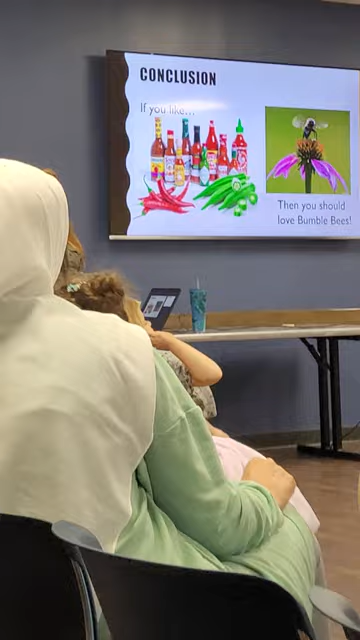 CONCLUSION
If you like...
Then you should
love Bumble Bees!